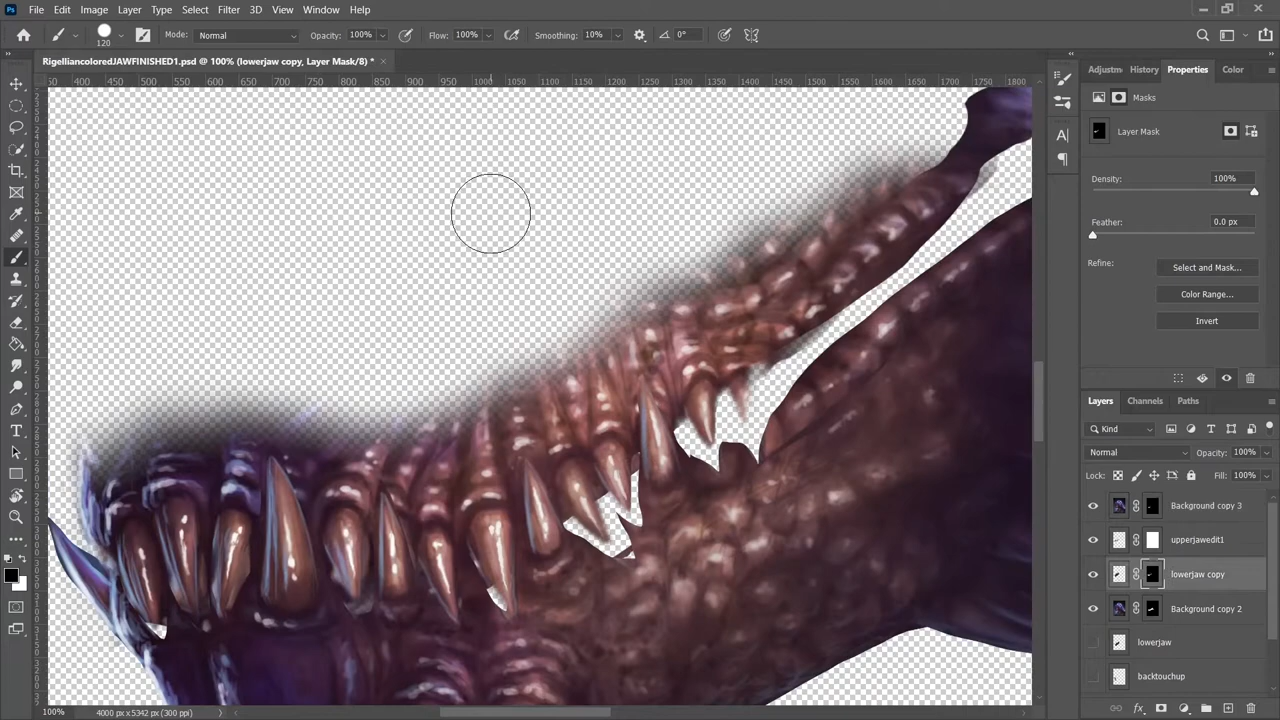 Ps File Edit Image Layer Type Select Filter 3D View Window Help
120 Mode: Normal Opacity: 100% Flow: 100% Smoothing: 10% 0°
RigelliancoloredJAWFINISHED1.psd @ 100% (lowerjaw copy, Layer Mask/8) *
450 500 550 600 650 700 750 800 850 900 950 1000 1050 1100 1150 1200 1250 1300 1350 1400 1450 1500 1550 1600 1650 1700 1750 1800
Adjustm History Properties Color
Masks
Layer Mask
Density: 100%
Feather: 0.0 px
Refine: Select and Mask...
Color Range...
Invert
Layers Channels Paths
Kind
Normal Opacity: 100%
Lock: Fill: 100%
Background copy 3
upperjawedit1
lowerjaw copy
Background copy 2
lowerjaw
backtouchup
100% 4000 px x 5342 px (300 ppi)